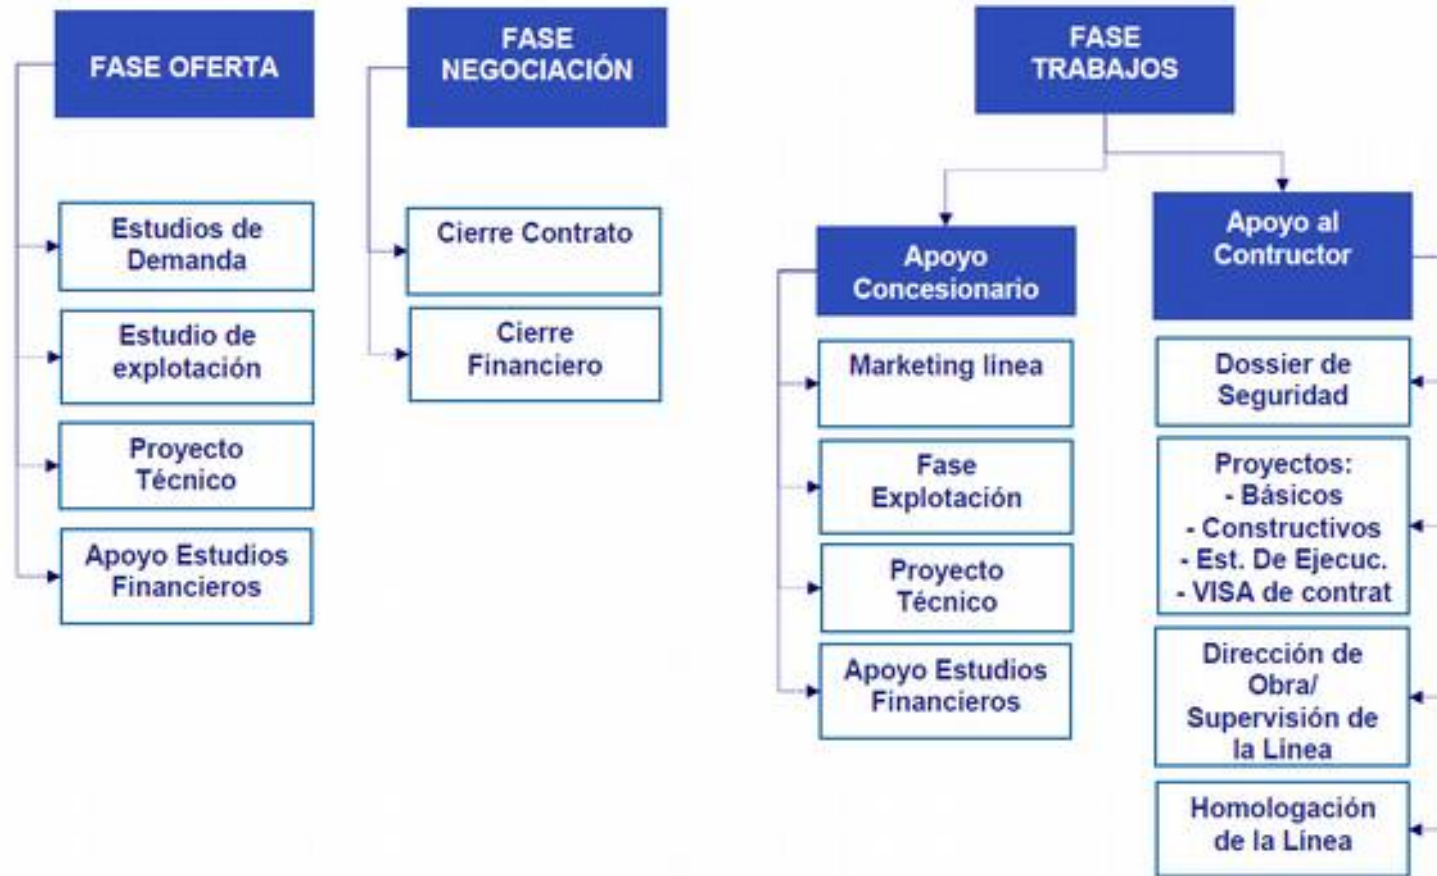 FASE OFERTA
Estudios de
Demanda
Estudio de
explotación
Proyecto
Técnico
Apoyo Estudios
Financieros
FASE
NEGOCIACIÓN
Cierre Contrato
Cierre
Financiero
FASE
TRABAJOS
Apoyo
Concesionario
Marketing línea
Fase
Explotación
Proyecto
Técnico
Apoyo Estudios
Financieros
Apoyo al
Contructor
Dossier de
Seguridad
Proyectos:
- Básicos
- Constructivos
- Est. De Ejecuc.
- VISA de contrat
Dirección de
Obra/
Supervisión de
la Linea
Homologación
de la Línea